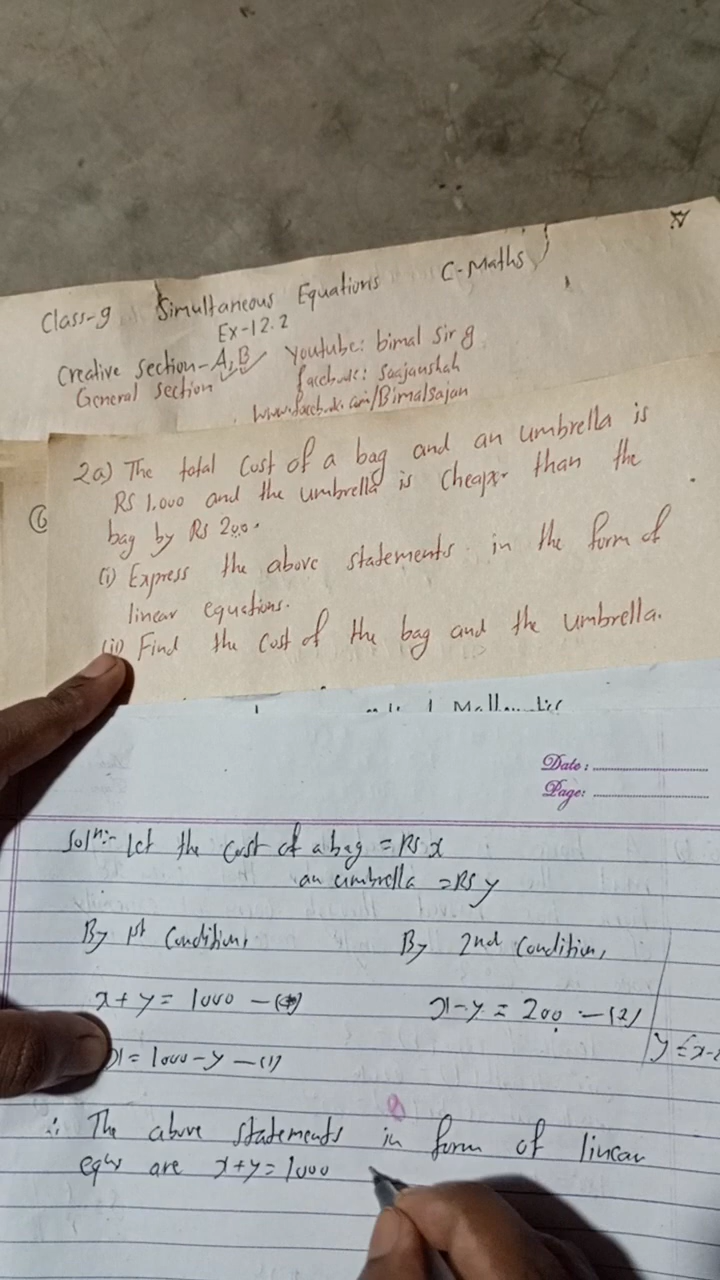 Class-9 Simultaneous Equations C-Maths
Ex-12.2
Creative Section-A,B Youtube: bimal sir g
General Section facebook: Saajanshah
www.facebook.com/Bimalsajan
2a) The total Cost of a bag and an umbrella is
RS 1,000 and the umbrella is Cheaper than the
bag by Rs 200.
(i) Express the above statements in the form of
linear equctions.
(ii) Find the Cost of the bag and the umbrella.
Date:
Page:
Solⁿ:- Let the Cost of a bag = Rs x
an umbrella = Rs y
By 1st Condition, By 2nd Condition,
x + y = 1000 x-y = 200 -(2)
y = x-2
x = 1000-y -(1)
∴ The above statements in form of linear
eqⁿs are x+y=1000